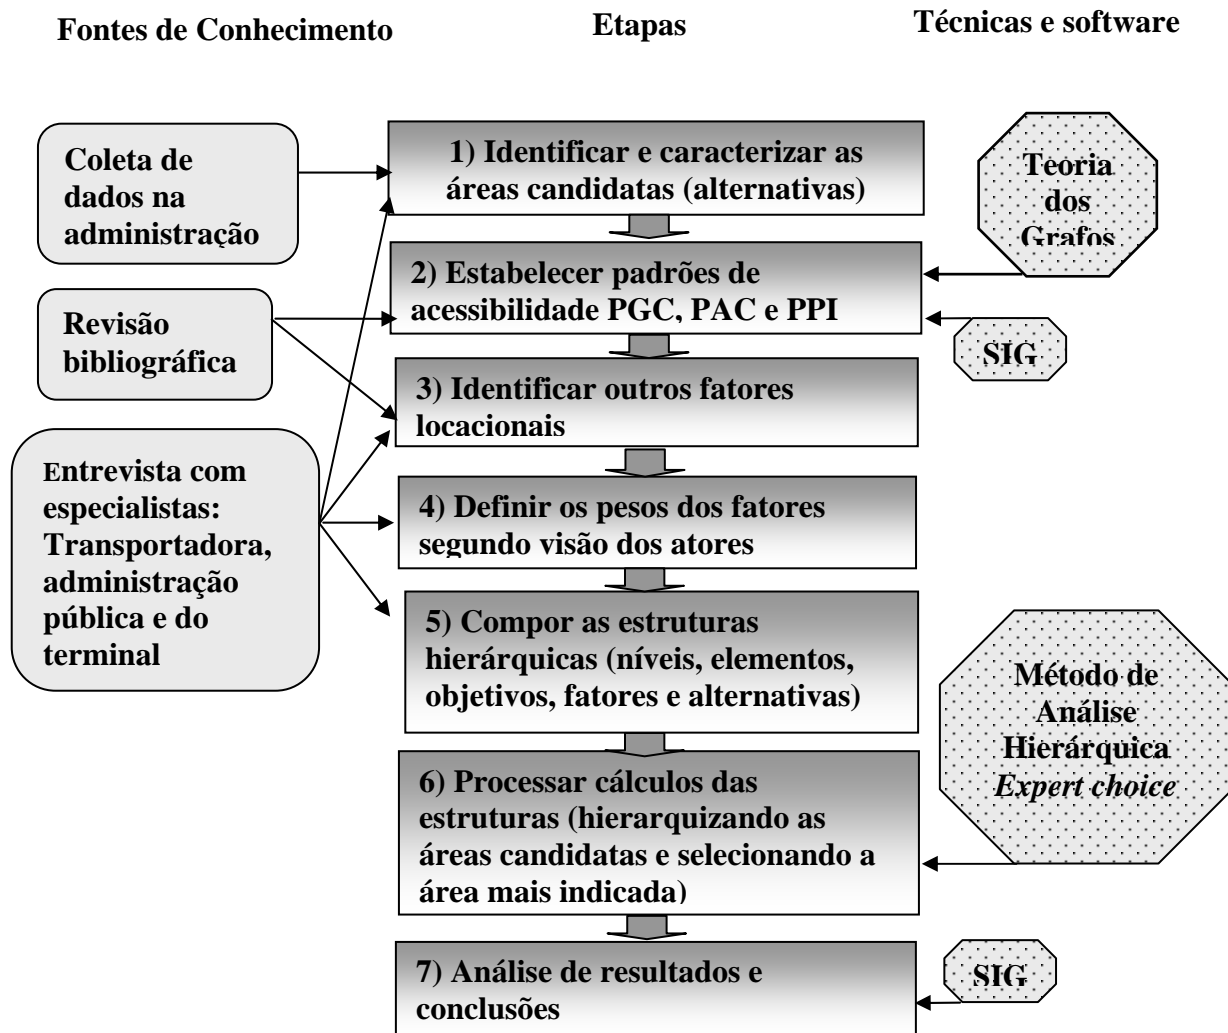 Fontes de Conhecimento
Etapas
Técnicas e software
Coleta de
dados na
administração
Revisão
bibliográfica
Entrevista com
especialistas:
Transportadora,
administração
pública e do
terminal
1) Identificar e caracterizar as
áreas candidatas (alternativas)
2) Estabelecer padrões de
acessibilidade PGC, PAC e PPI
3) Identificar outros fatores
locacionais
4) Definir os pesos dos fatores
segundo visão dos atores
5) Compor as estruturas
hierárquicas (níveis, elementos,
objetivos, fatores e alternativas)
6) Processar cálculos das
estruturas (hierarquizando as
áreas candidatas e selecionando a
área mais indicada)
7) Análise de resultados e
conclusões
Teoria
dos
Grafos
SIG
Método de
Análise
Hierárquica
Expert choice
SIG